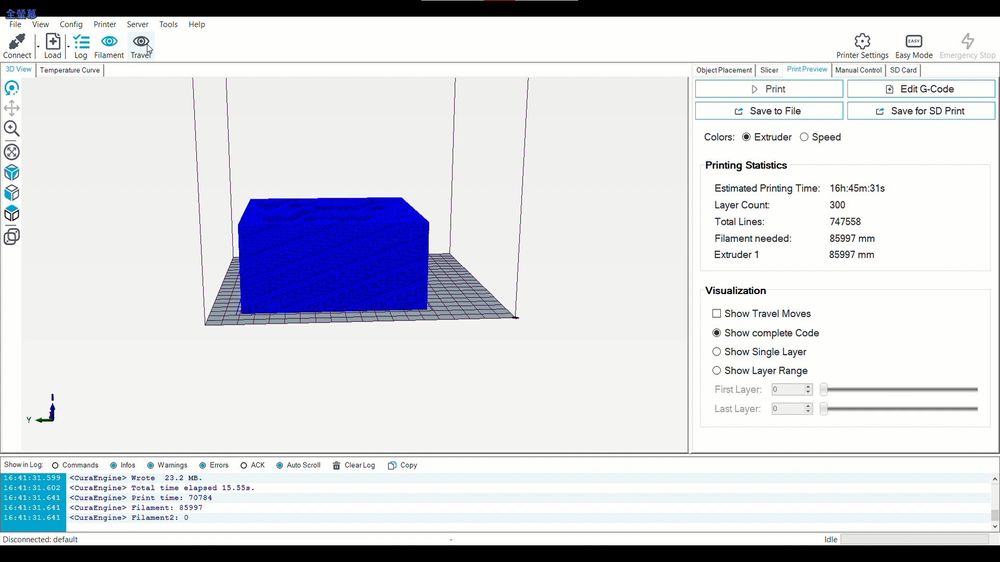 全螢幕
File View Config Printer Server Tools Help
Connect Load Log Filament Travel
Printer Settings EASY Easy Mode Emergency Stop
3D View Temperature Curve
Object Placement Slicer Print Preview Manual Control SD Card
Print Edit G-Code
Save to File Save for SD Print
Colors: Extruder Speed
Printing Statistics
Estimated Printing Time: 16h:45m:31s
Layer Count: 300
Total Lines: 747558
Filament needed: 85997 mm
Extruder 1 85997 mm
Visualization
Show Travel Moves
Show complete Code
Show Single Layer
Show Layer Range
First Layer: 0
Last Layer: 0
Y
Show in Log: Commands Infos Warnings Errors ACK Auto Scroll Clear Log Copy
16:41:31.599 <CuraEngine> Wrote 23.2 MB.
16:41:31.602 <CuraEngine> Total time elapsed 15.55s.
16:41:31.641 <CuraEngine> Print time: 70784
16:41:31.641 <CuraEngine> Filament: 85997
16:41:31.641 <CuraEngine> Filament2: 0
Disconnected: default - Idle